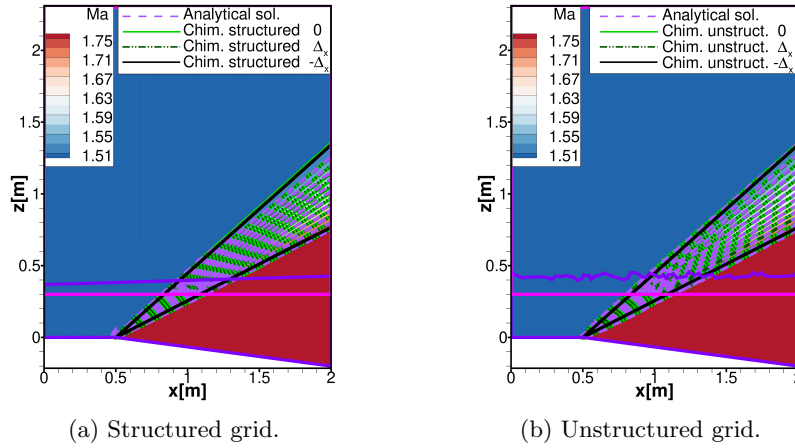 Ma
1.75
1.71
1.67
1.63
1.59
1.55
1.51
Analytical sol.
Chim. structured 0
Chim. structured Δx
Chim. structured -Δx
z[m]
2
1.5
1
0.5
0
0 0.5 1 1.5 2
x[m]
(a) Structured grid.
Ma
1.75
1.71
1.67
1.63
1.59
1.55
1.51
Analytical sol.
Chim. unstruct. 0
Chim. unstruct. Δx
Chim. unstruct. -Δx
z[m]
2
1.5
1
0.5
0
0 0.5 1 1.5 2
x[m]
(b) Unstructured grid.